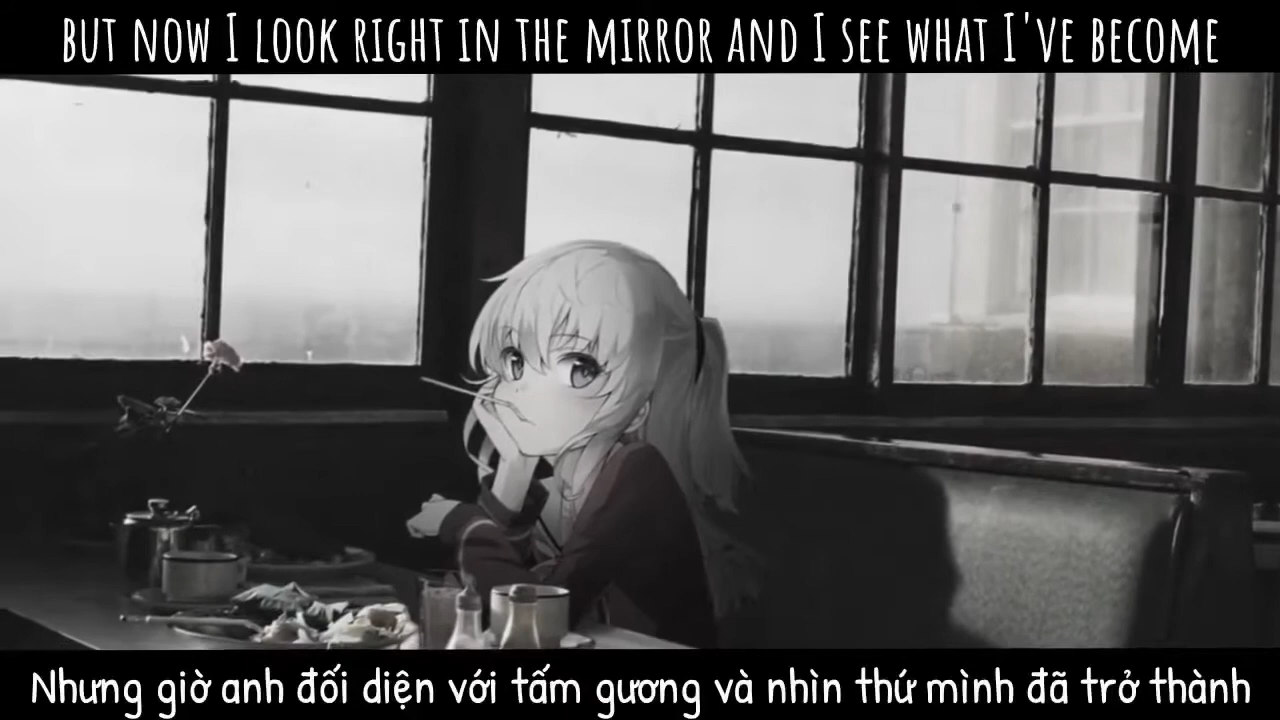 BUT NOW I LOOK RIGHT IN THE MIRROR AND I SEE WHAT I'VE BECOME
Nhưng giờ anh đối diện với tấm gương và nhìn thứ mình đã trở thành